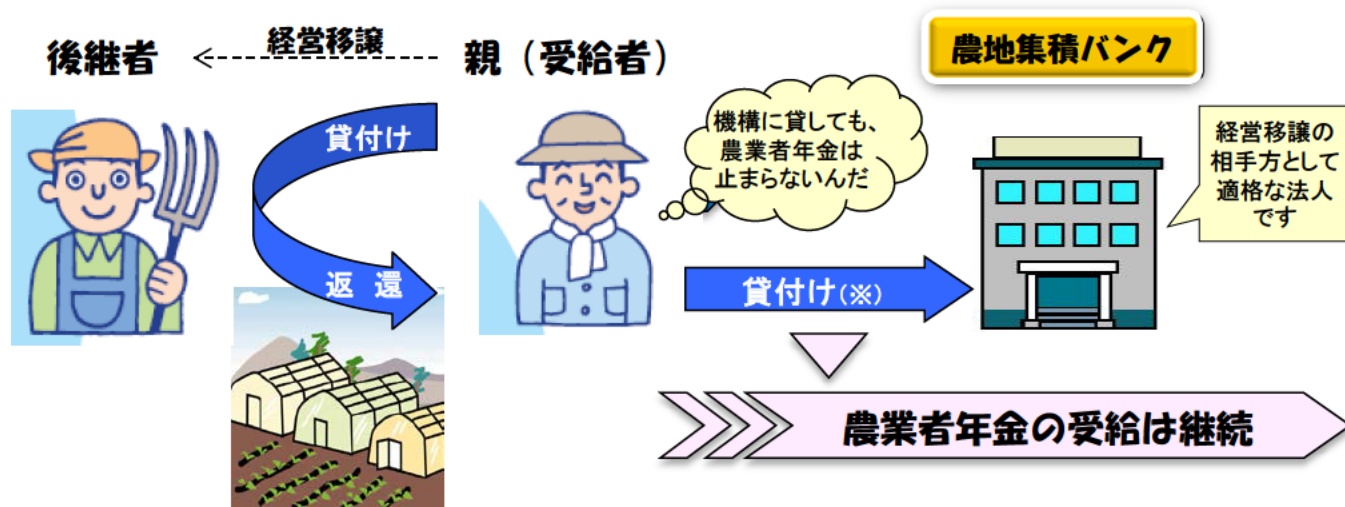 後継者
経営移譲
親（受給者）
農地集積バンク
貸付け
返 還
機構に貸しても、
農業者年金は
止まらないんだ
経営移譲の
相手方として
適格な法人
です
貸付け(※)
農業者年金の受給は継続